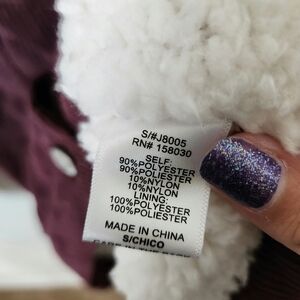 S/#J8005
RN# 158030
SELF:
90%POLYESTER
90%POLIESTER
10%NYLON
10%NYLON
LINING:
100%POLYESTER
100%POLIESTER
MADE IN CHINA
S/CHICO